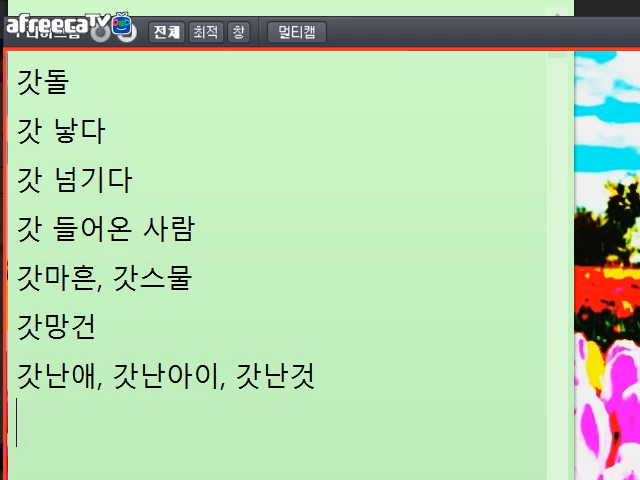 afreecaTV
전체 최적 창 멀티캠
갓돌
갓 낳다
갓 넘기다
갓 들어온 사람
갓마흔, 갓스물
갓망건
갓난애, 갓난아이, 갓난것